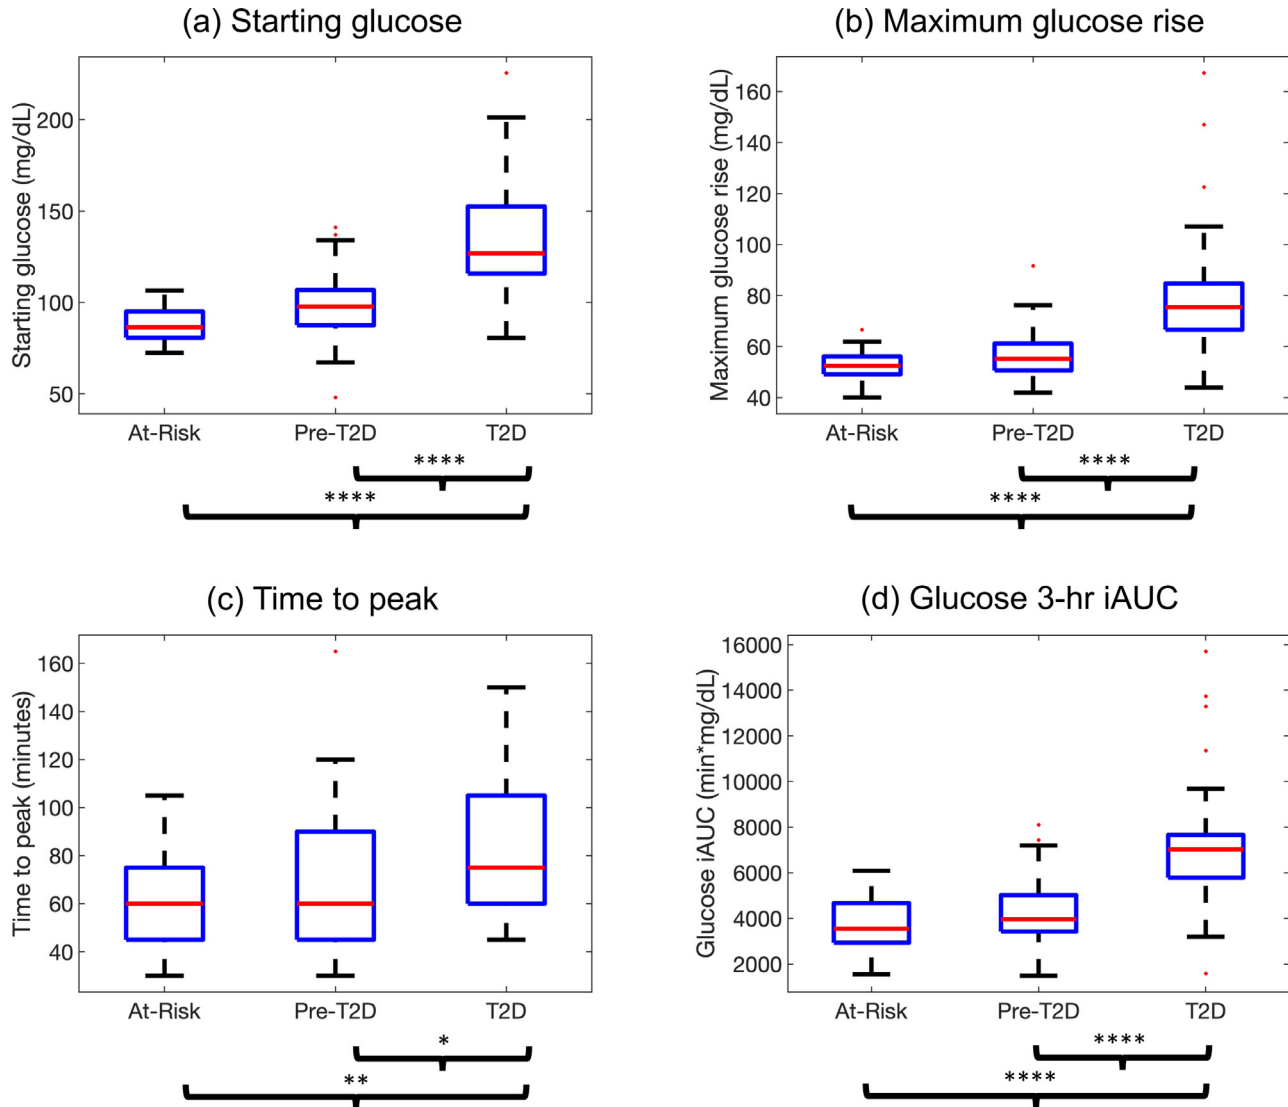 (a) Starting glucose
Starting glucose (mg/dL)
200
150
100
50
At-Risk Pre-T2D T2D
****
****
(b) Maximum glucose rise
Maximum glucose rise (mg/dL)
160
140
120
100
80
60
40
At-Risk Pre-T2D T2D
****
****
(c) Time to peak
Time to peak (minutes)
160
140
120
100
80
60
40
At-Risk Pre-T2D T2D
*
**
(d) Glucose 3-hr iAUC
Glucose iAUC (min*mg/dL)
16000
14000
12000
10000
8000
6000
4000
2000
At-Risk Pre-T2D T2D
****
****